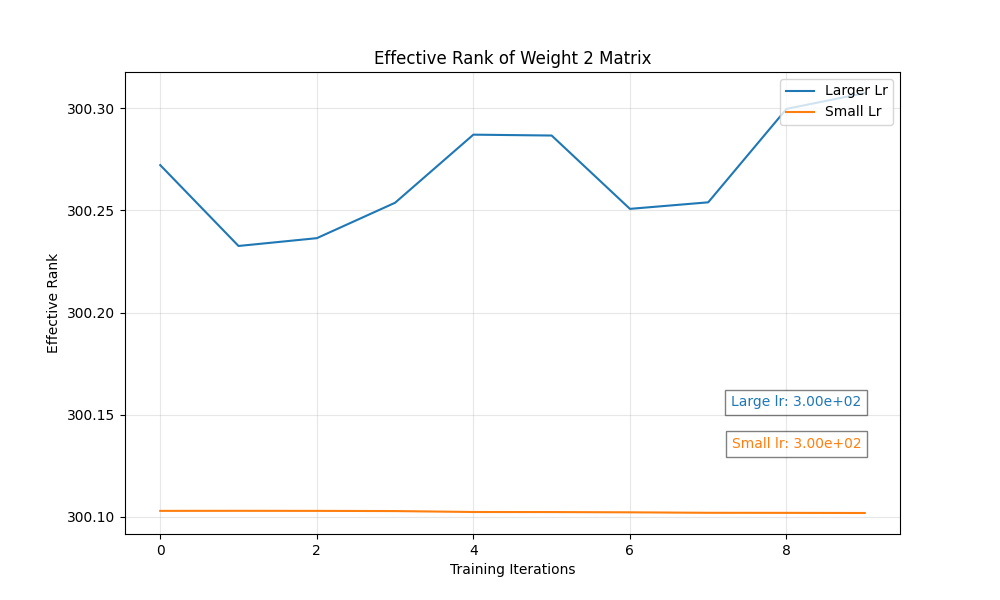 Effective Rank of Weight 2 Matrix
Larger Lr
Small Lr
300.30
300.25
300.20
300.15
300.10
Effective Rank
Large lr: 3.00e+02
Small lr: 3.00e+02
0 2 4 6 8
Training Iterations